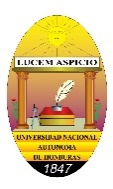 LUCEM ASPICIO
UNIVERSIDAD NACIONAL
AUTONOMA
DE HONDURAS
1847